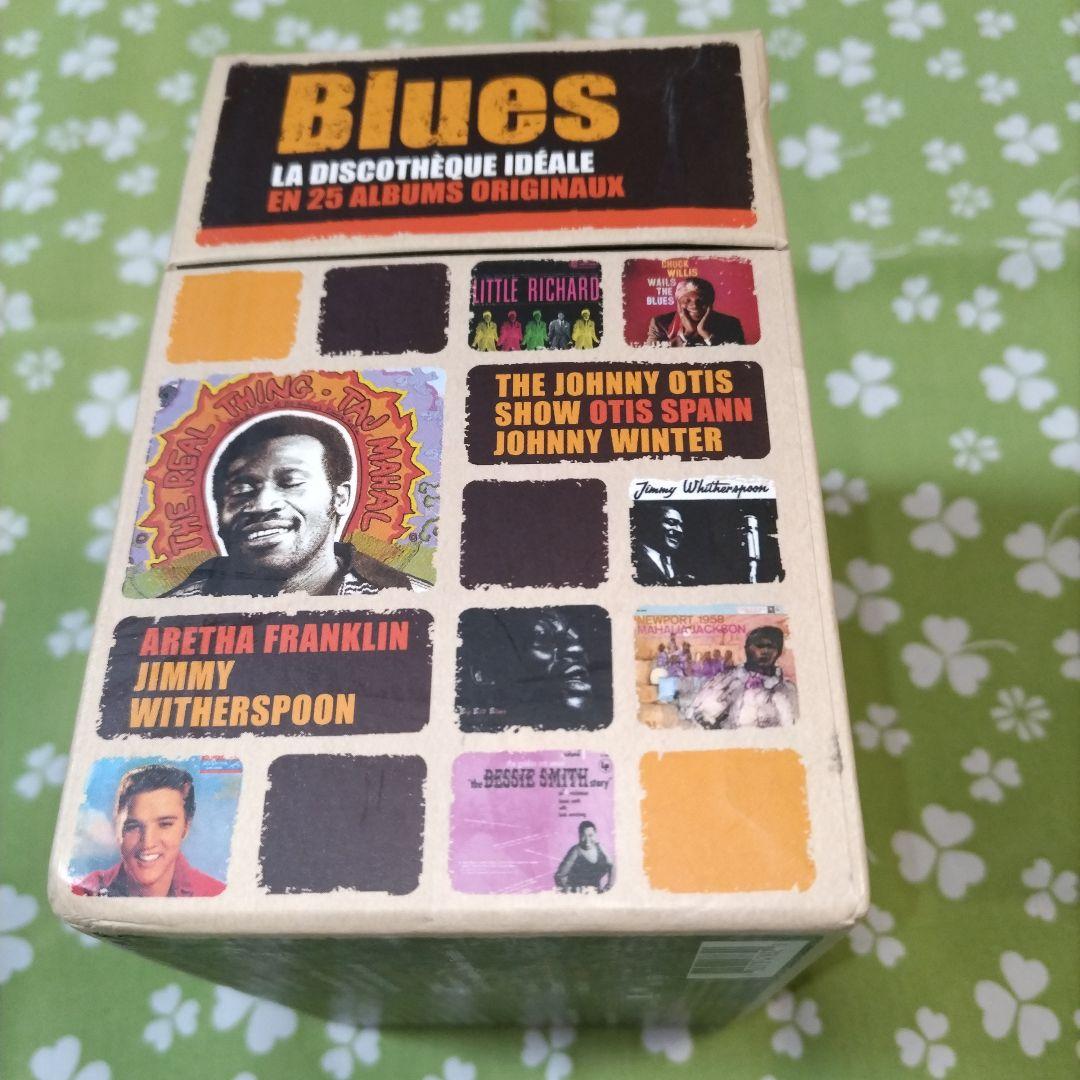 Blues
LA DISCOTHÈQUE IDÉALE
EN 25 ALBUMS ORIGINAUX
LITTLE RICHARD
CHUCK
WILLIS
WAILS
THE
BLUES
THE REAL THING · TAJ MAHAL
THE JOHNNY OTIS
SHOW OTIS SPANN
JOHNNY WINTER
Jimmy Whitherspoon
ARETHA FRANKLIN
JIMMY
WITHERSPOON
NEWPORT 1958
MAHALIA JACKSON
the BESSIE SMITH story